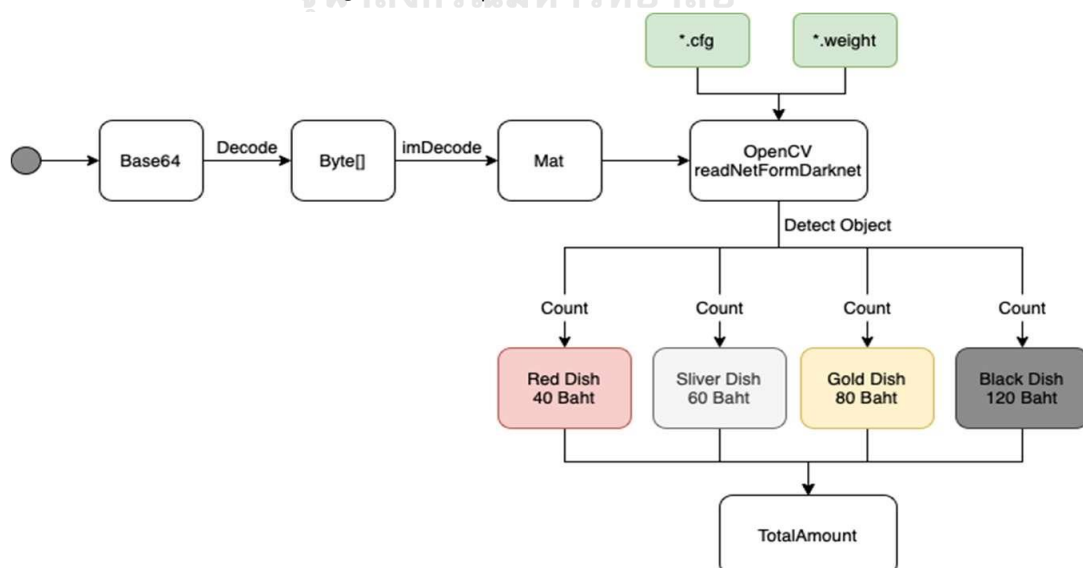 *.cfg
*.weight
Base64
Decode
Byte[]
imDecode
Mat
OpenCV
readNetFormDarknet
Detect Object
Count
Count
Count
Count
Red Dish
40 Baht
Sliver Dish
60 Baht
Gold Dish
80 Baht
Black Dish
120 Baht
TotalAmount